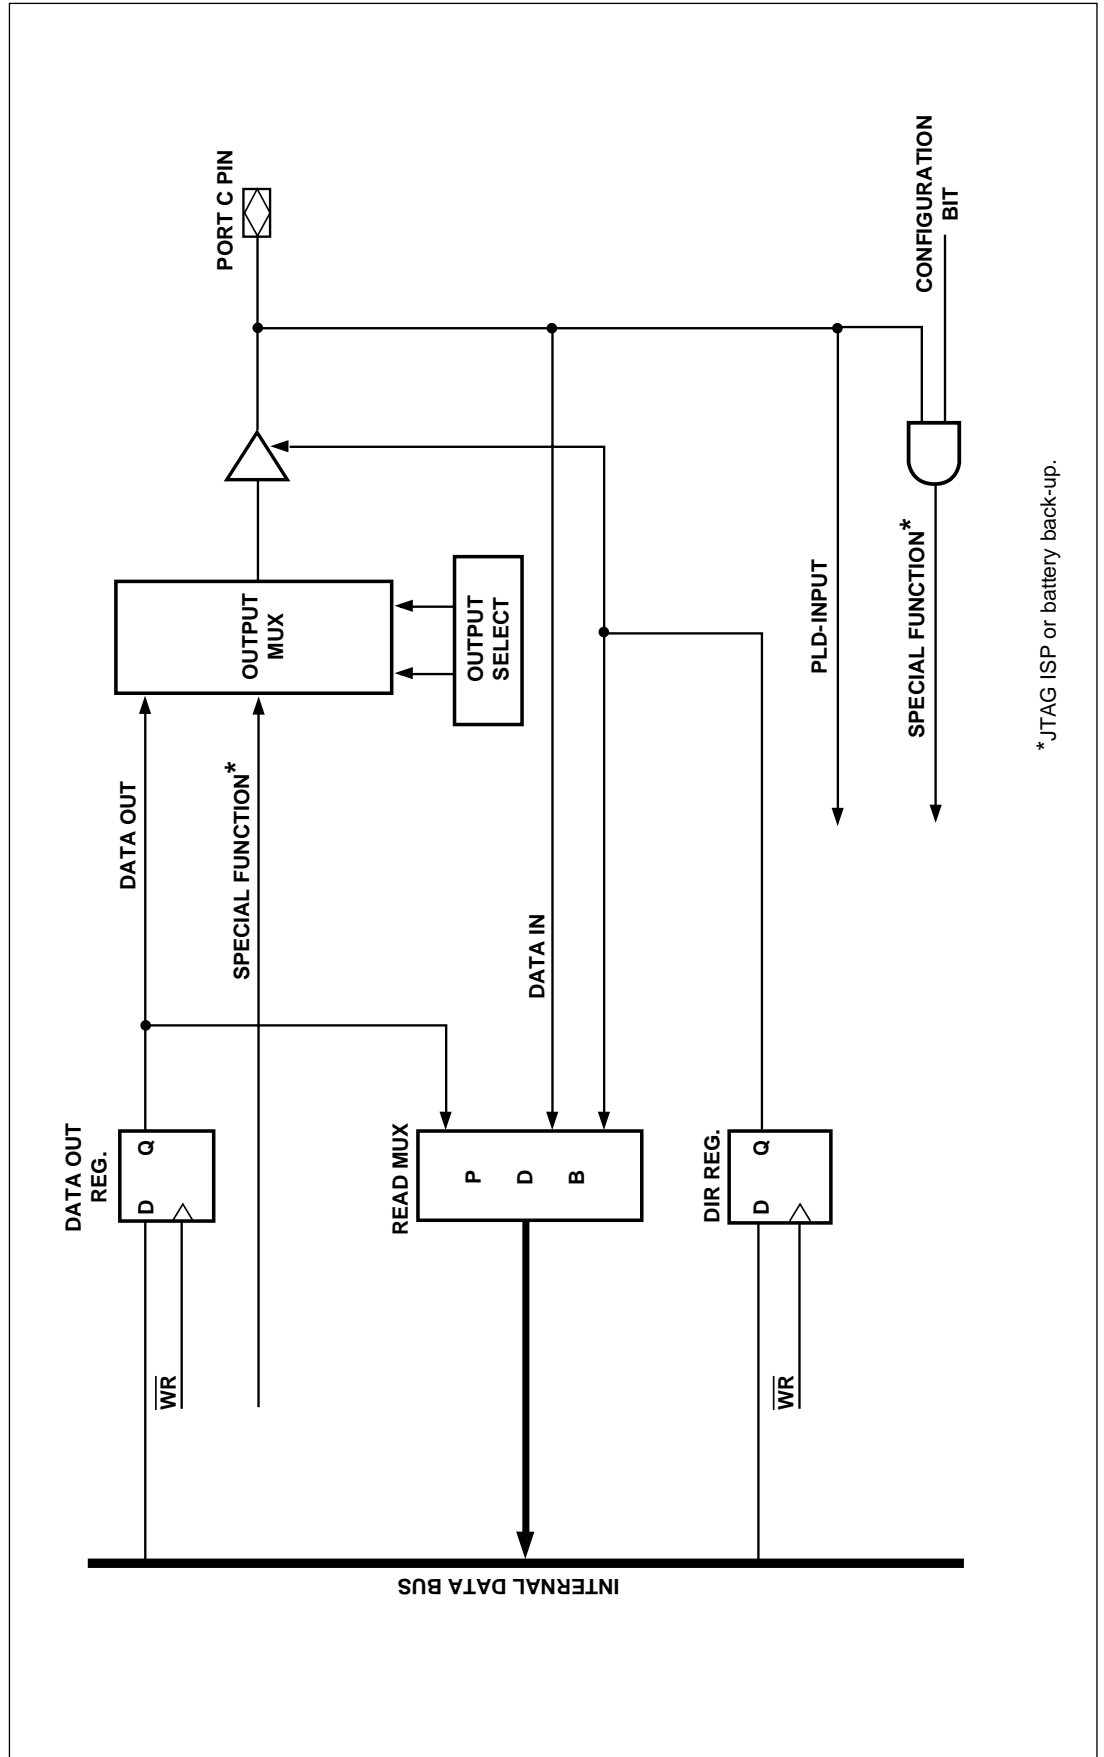 DATA OUT
REG.
D
Q
WR
DATA OUT
SPECIAL FUNCTION*
OUTPUT
MUX
OUTPUT
SELECT
PORT C PIN
INTERNAL DATA BUS
READ MUX
P
D
B
DATA IN
DIR REG.
D
Q
WR
PLD-INPUT
SPECIAL FUNCTION*
CONFIGURATION
BIT
*JTAG ISP or battery back-up.